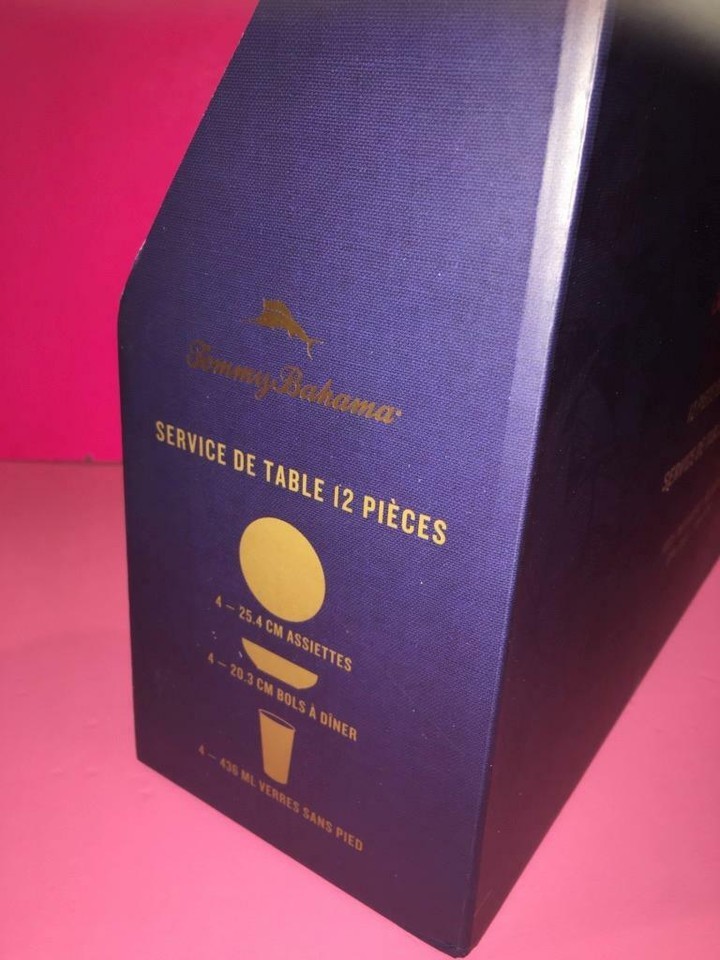 Tommy Bahama
SERVICE DE TABLE 12 PIÈCES
4 – 25.4 CM ASSIETTES
4 – 20.3 CM BOLS À DÎNER
4 – 436 ML VERRES SANS PIED